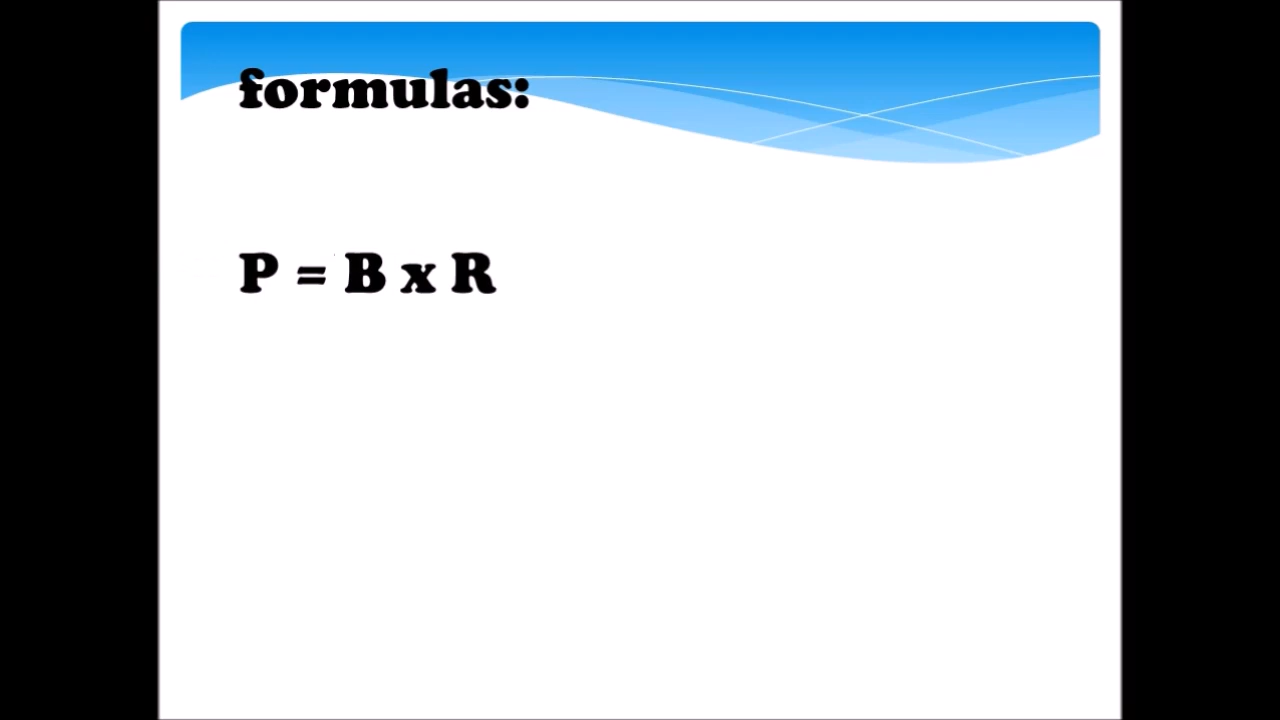 formulas:
P = B x R